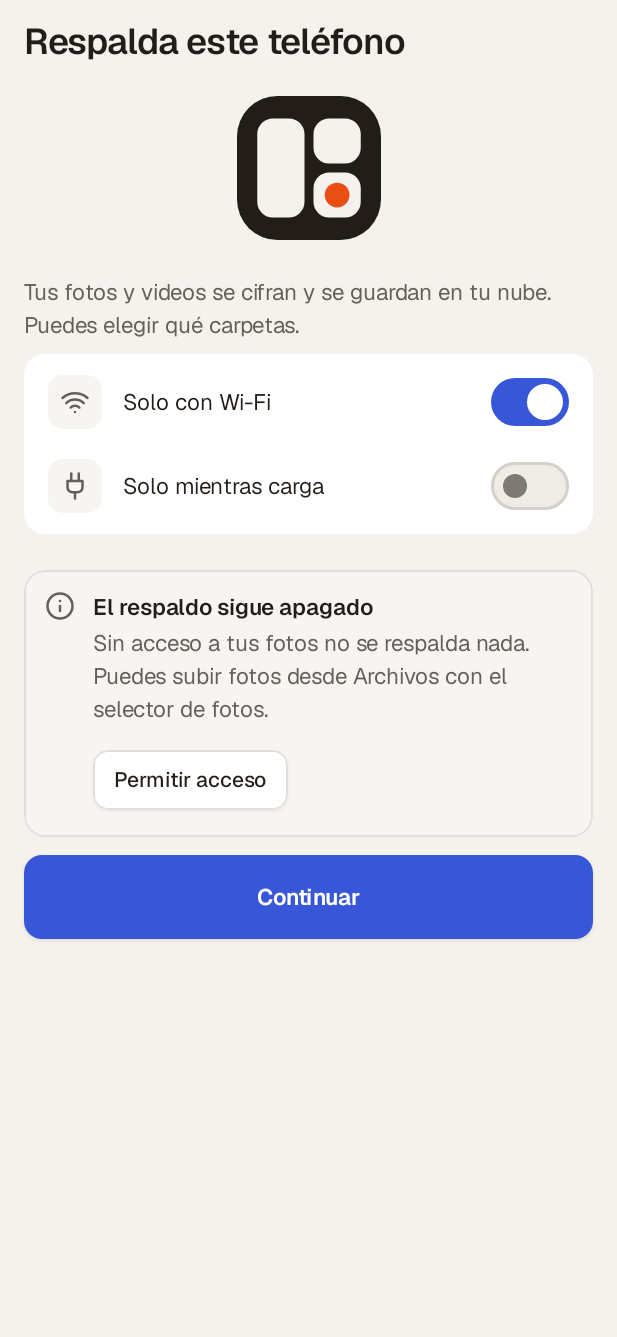 Respalda este teléfono
Tus fotos y videos se cifran y se guardan en tu nube.
Puedes elegir qué carpetas.
Solo con Wi-Fi
Solo mientras carga
El respaldo sigue apagado
Sin acceso a tus fotos no se respalda nada.
Puedes subir fotos desde Archivos con el
selector de fotos.
Permitir acceso
Continuar